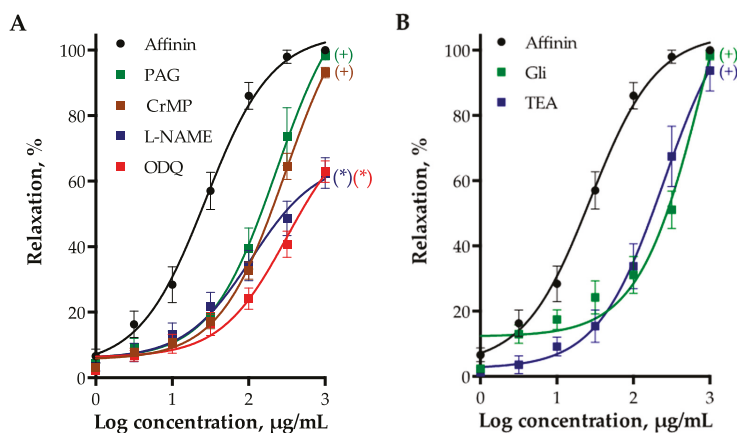 A
Affinin
PAG
CrMP
L-NAME
ODQ
(+)
(+)
(*)(*)
Relaxation, %
100
80
60
40
20
0
0 1 2 3
Log concentration, µg/mL
B
Affinin
Gli
TEA
(+)
(+)
Relaxation, %
100
80
60
40
20
0
0 1 2 3
Log concentration, µg/mL